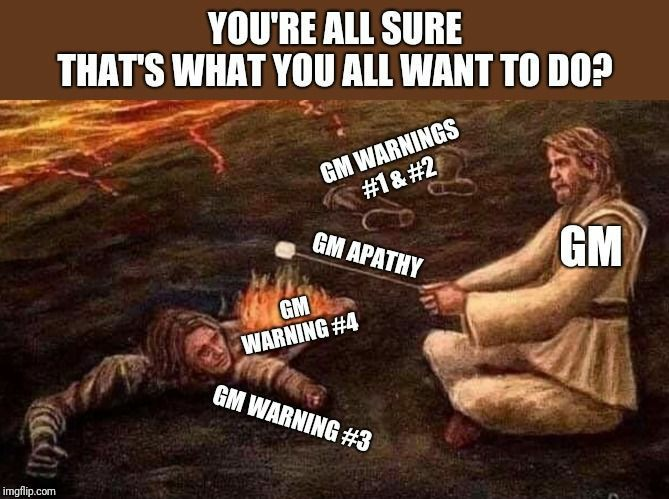 YOU'RE ALL SURE
THAT'S WHAT YOU ALL WANT TO DO?
GM WARNINGS
#1 & #2
GM
GM APATHY
GM
WARNING #4
GM WARNING #3
imgflip.com